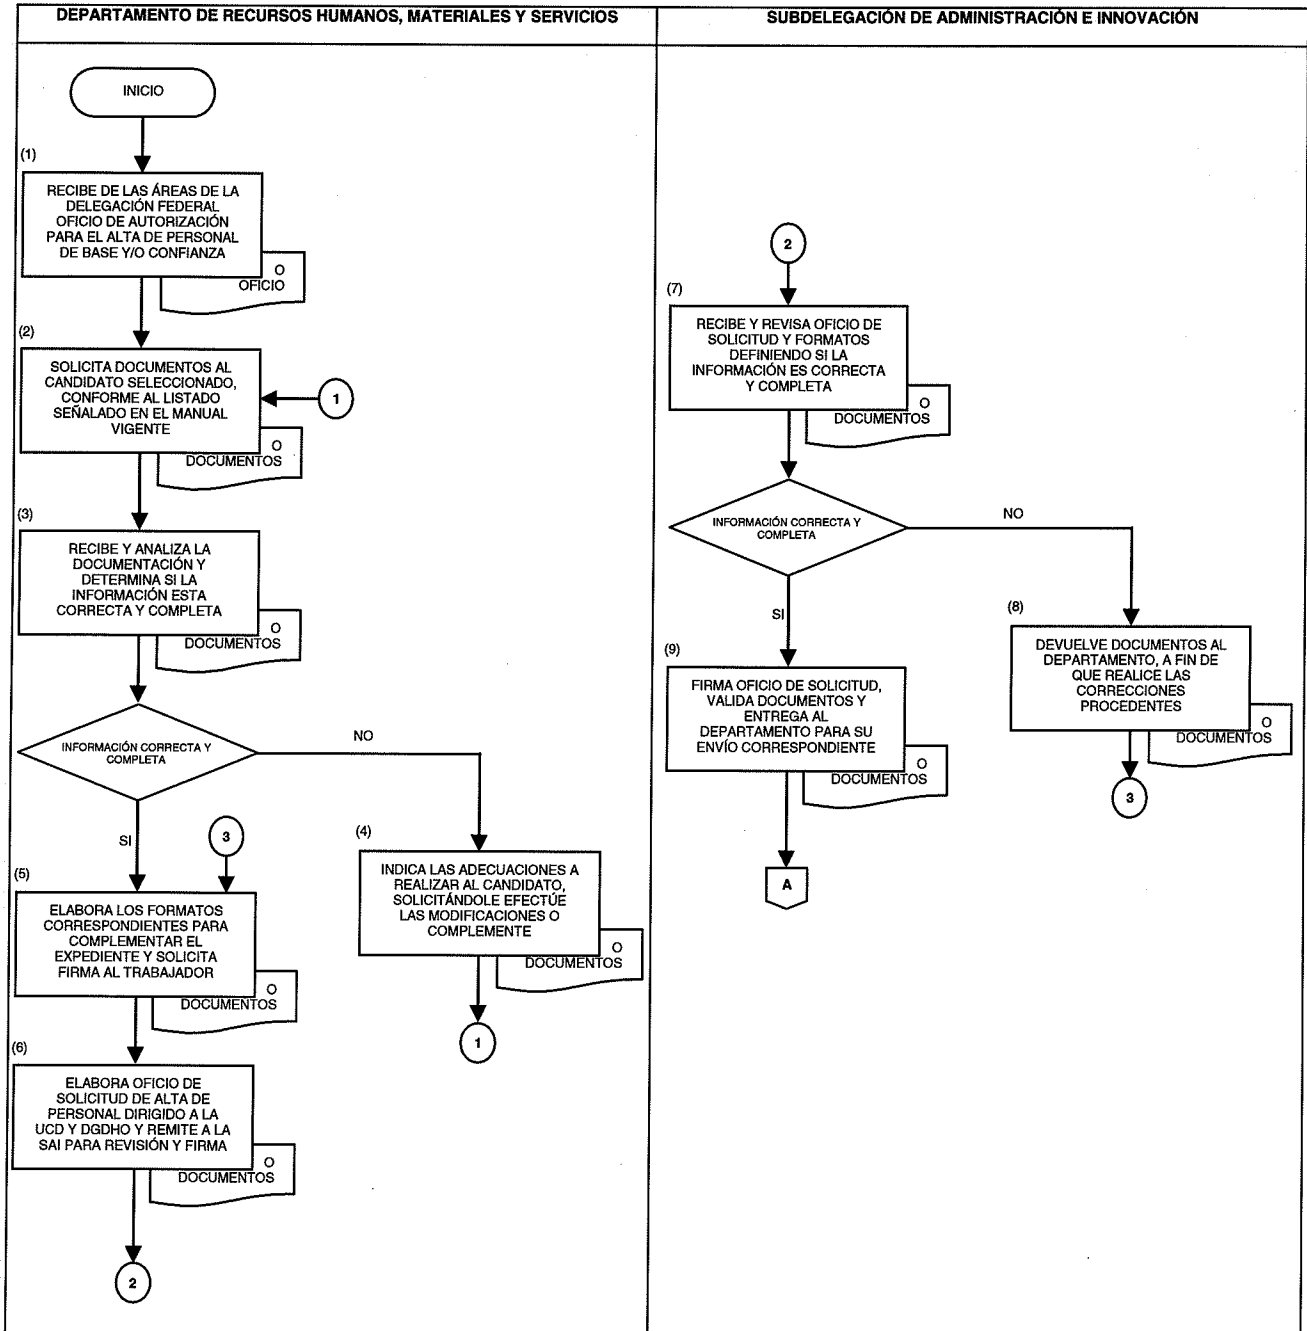 DEPARTAMENTO DE RECURSOS HUMANOS, MATERIALES Y SERVICIOS
INICIO
(1)
RECIBE DE LAS ÁREAS DE LA
DELEGACIÓN FEDERAL
OFICIO DE AUTORIZACIÓN
PARA EL ALTA DE PERSONAL
DE BASE Y/O CONFIANZA
O
OFICIO
(2)
SOLICITA DOCUMENTOS AL
CANDIDATO SELECCIONADO,
CONFORME AL LISTADO
SEÑALADO EN EL MANUAL
VIGENTE
1
O
DOCUMENTOS
(3)
RECIBE Y ANALIZA LA
DOCUMENTACIÓN Y
DETERMINA SI LA
INFORMACIÓN ESTA
CORRECTA Y COMPLETA
O
DOCUMENTOS
INFORMACIÓN CORRECTA Y
COMPLETA
NO
SI
3
(4)
INDICA LAS ADECUACIONES A
REALIZAR AL CANDIDATO,
SOLICITÁNDOLE EFECTÚE
LAS MODIFICACIONES O
COMPLEMENTE
O
DOCUMENTOS
1
(5)
ELABORA LOS FORMATOS
CORRESPONDIENTES PARA
COMPLEMENTAR EL
EXPEDIENTE Y SOLICITA
FIRMA AL TRABAJADOR
O
DOCUMENTOS
(6)
ELABORA OFICIO DE
SOLICITUD DE ALTA DE
PERSONAL DIRIGIDO A LA
UCD Y DGDHO Y REMITE A LA
SAI PARA REVISIÓN Y FIRMA
O
DOCUMENTOS
2
SUBDELEGACIÓN DE ADMINISTRACIÓN E INNOVACIÓN
2
(7)
RECIBE Y REVISA OFICIO DE
SOLICITUD Y FORMATOS
DEFINIENDO SI LA
INFORMACIÓN ES CORRECTA
Y COMPLETA
O
DOCUMENTOS
INFORMACIÓN CORRECTA Y
COMPLETA
NO
SI
(8)
DEVUELVE DOCUMENTOS AL
DEPARTAMENTO, A FIN DE
QUE REALICE LAS
CORRECCIONES
PROCEDENTES
O
DOCUMENTOS
3
(9)
FIRMA OFICIO DE SOLICITUD,
VALIDA DOCUMENTOS Y
ENTREGA AL
DEPARTAMENTO PARA SU
ENVÍO CORRESPONDIENTE
O
DOCUMENTOS
A